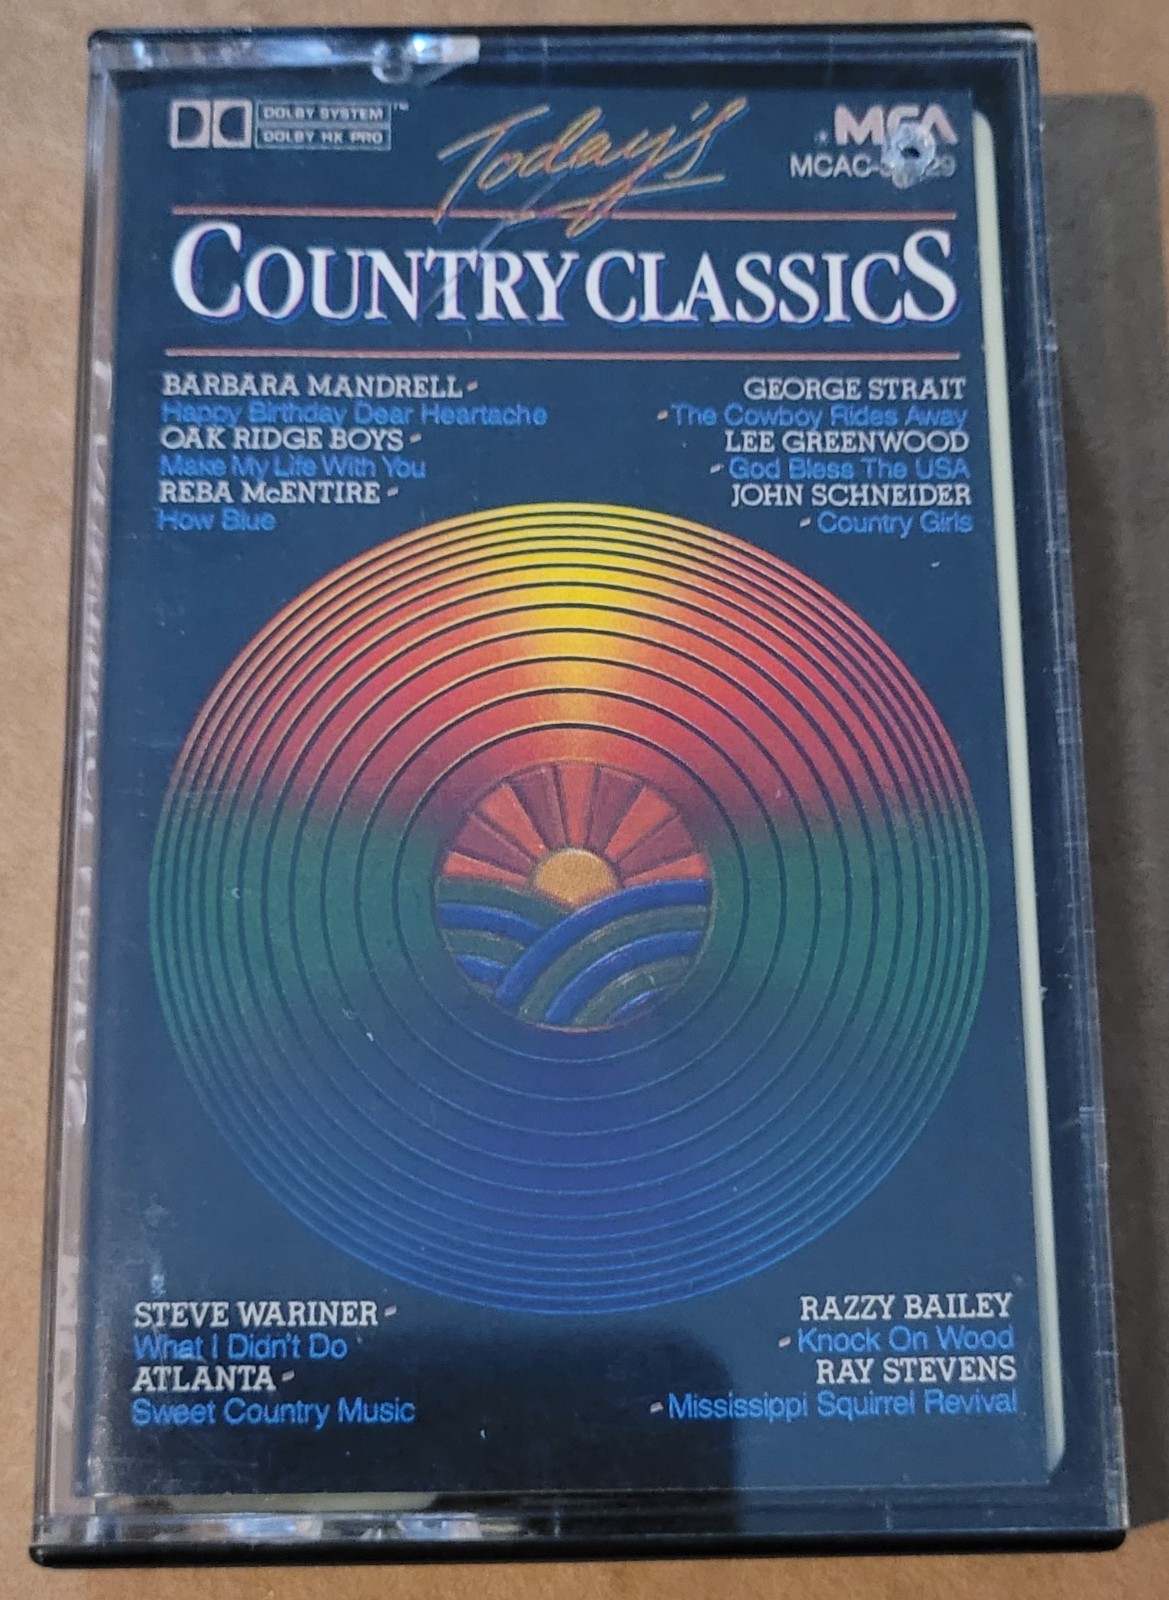 DOLBY SYSTEM™
DOLBY HX PRO
Today's
MCA
COUNTRY CLASSICS
BARBARA MANDRELL -
Happy Birthday Dear Heartache
OAK RIDGE BOYS -
Make My Life With You
REBA McENTIRE -
How Blue
GEORGE STRAIT
- The Cowboy Rides Away
LEE GREENWOOD
- God Bless The USA
JOHN SCHNEIDER
- Country Girls
STEVE WARINER -
What I Didn't Do
ATLANTA -
Sweet Country Music
RAZZY BAILEY
- Knock On Wood
RAY STEVENS
- Mississippi Squirrel Revival